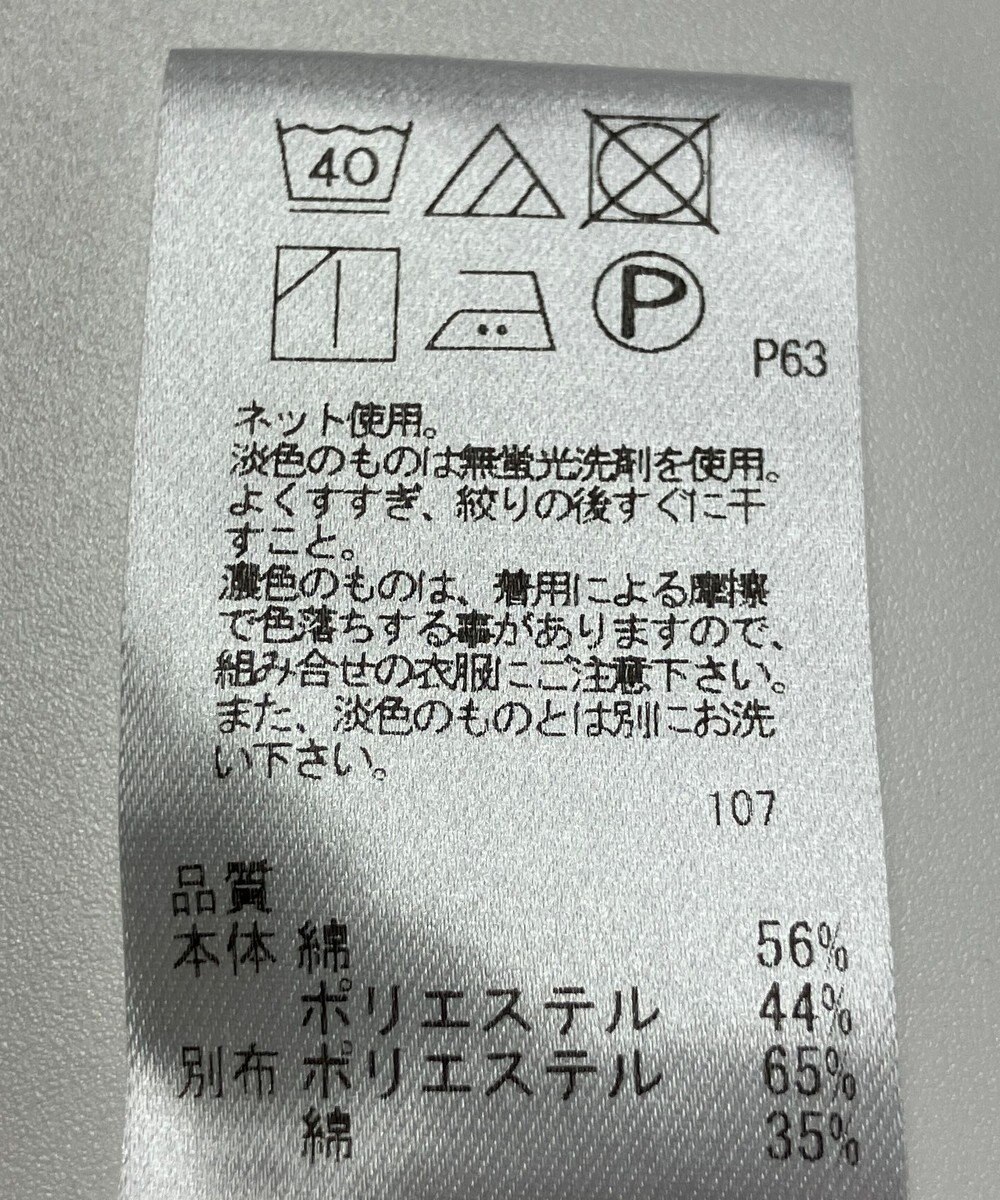 40
P
P63
ネット使用。
淡色のものは無蛍光洗剤を使用。
よくすすぎ、絞りの後すぐに干
すこと。
濃色のものは、着用による摩擦
で色落ちする事がありますので、
組み合せの衣服にご注意下さい。
また、淡色のものとは別にお洗
い下さい。
107
品質
本体 綿 56%
ポリエステル 44%
別布 ポリエステル 65%
綿 35%